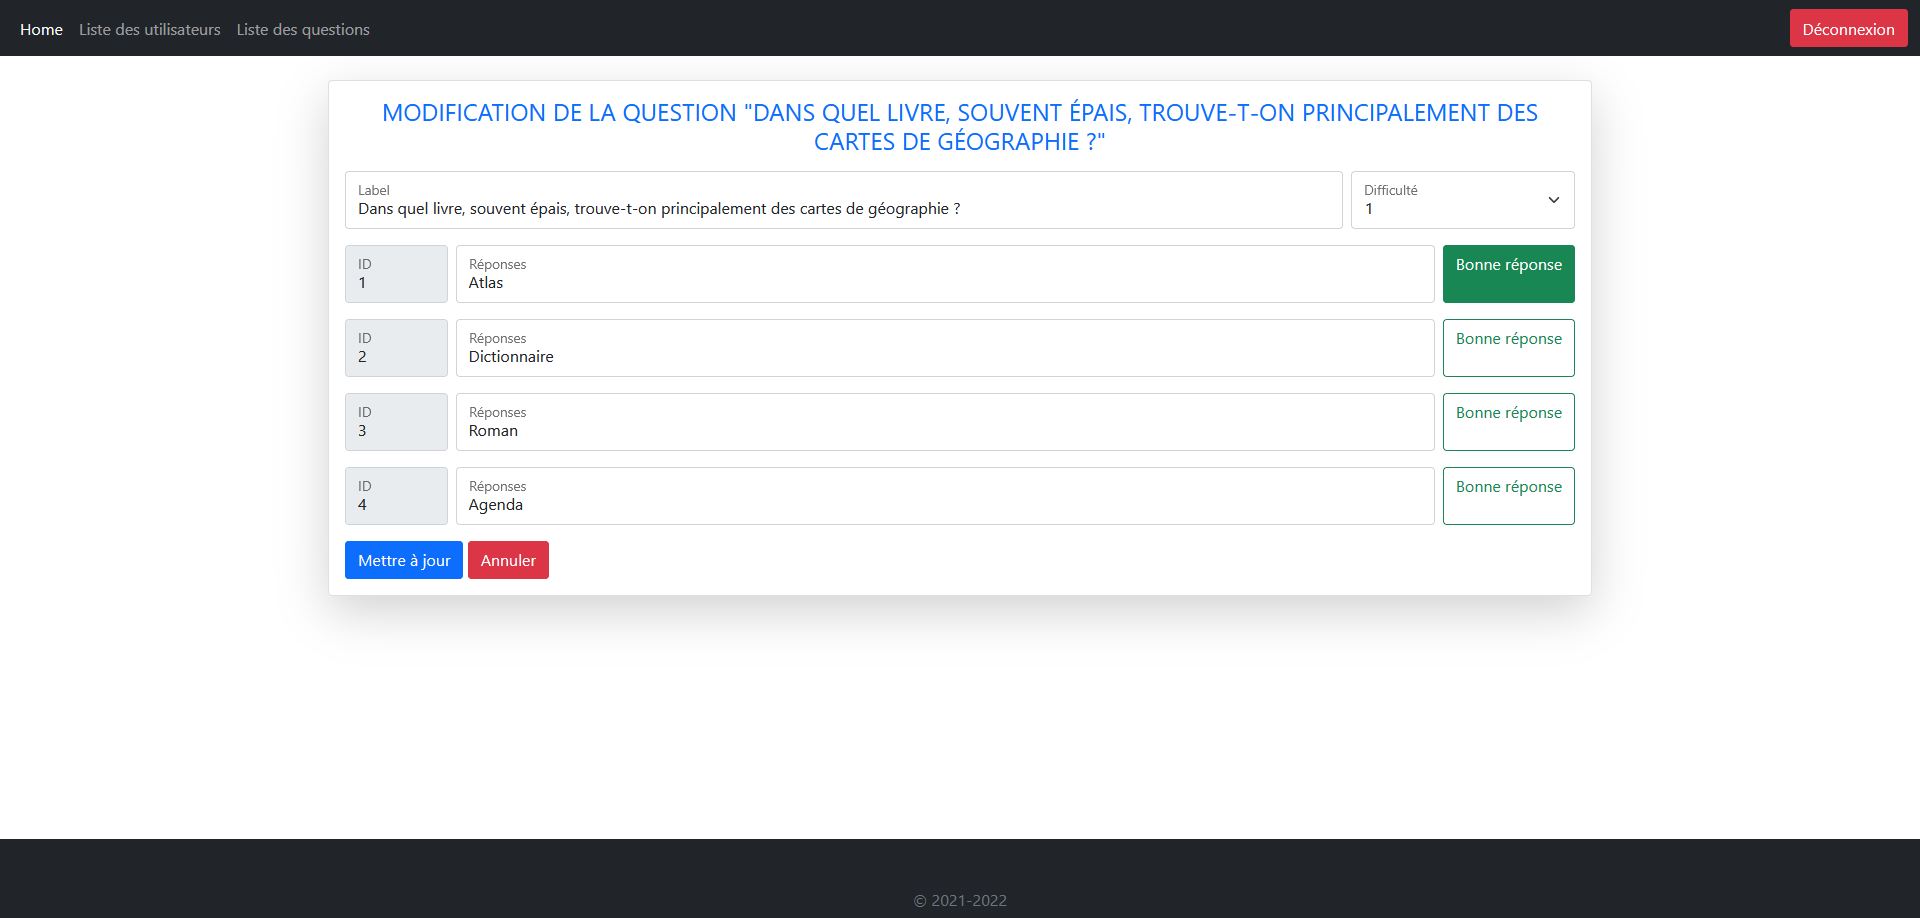 Home Liste des utilisateurs Liste des questions Déconnexion
MODIFICATION DE LA QUESTION "DANS QUEL LIVRE, SOUVENT ÉPAIS, TROUVE-T-ON PRINCIPALEMENT DES
CARTES DE GÉOGRAPHIE ?"
Label
Dans quel livre, souvent épais, trouve-t-on principalement des cartes de géographie ?
Difficulté
1
ID
1
Réponses
Atlas
Bonne réponse
ID
2
Réponses
Dictionnaire
Bonne réponse
ID
3
Réponses
Roman
Bonne réponse
ID
4
Réponses
Agenda
Bonne réponse
Mettre à jour Annuler
© 2021-2022